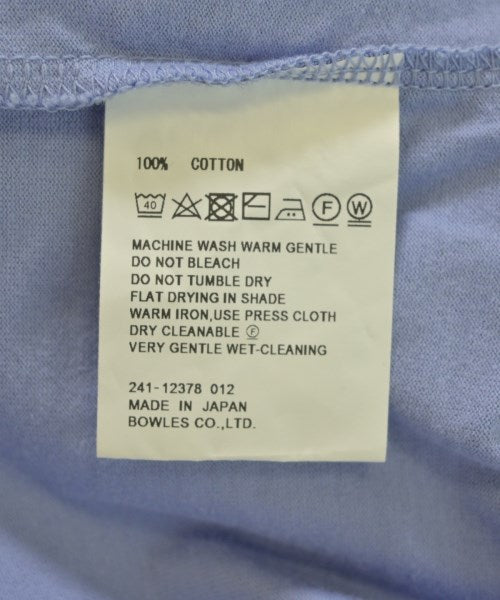 100% COTTON
40 F W
MACHINE WASH WARM GENTLE
DO NOT BLEACH
DO NOT TUMBLE DRY
FLAT DRYING IN SHADE
WARM IRON,USE PRESS CLOTH
DRY CLEANABLE Ⓕ
VERY GENTLE WET-CLEANING
241-12378 012
MADE IN JAPAN
BOWLES CO.,LTD.